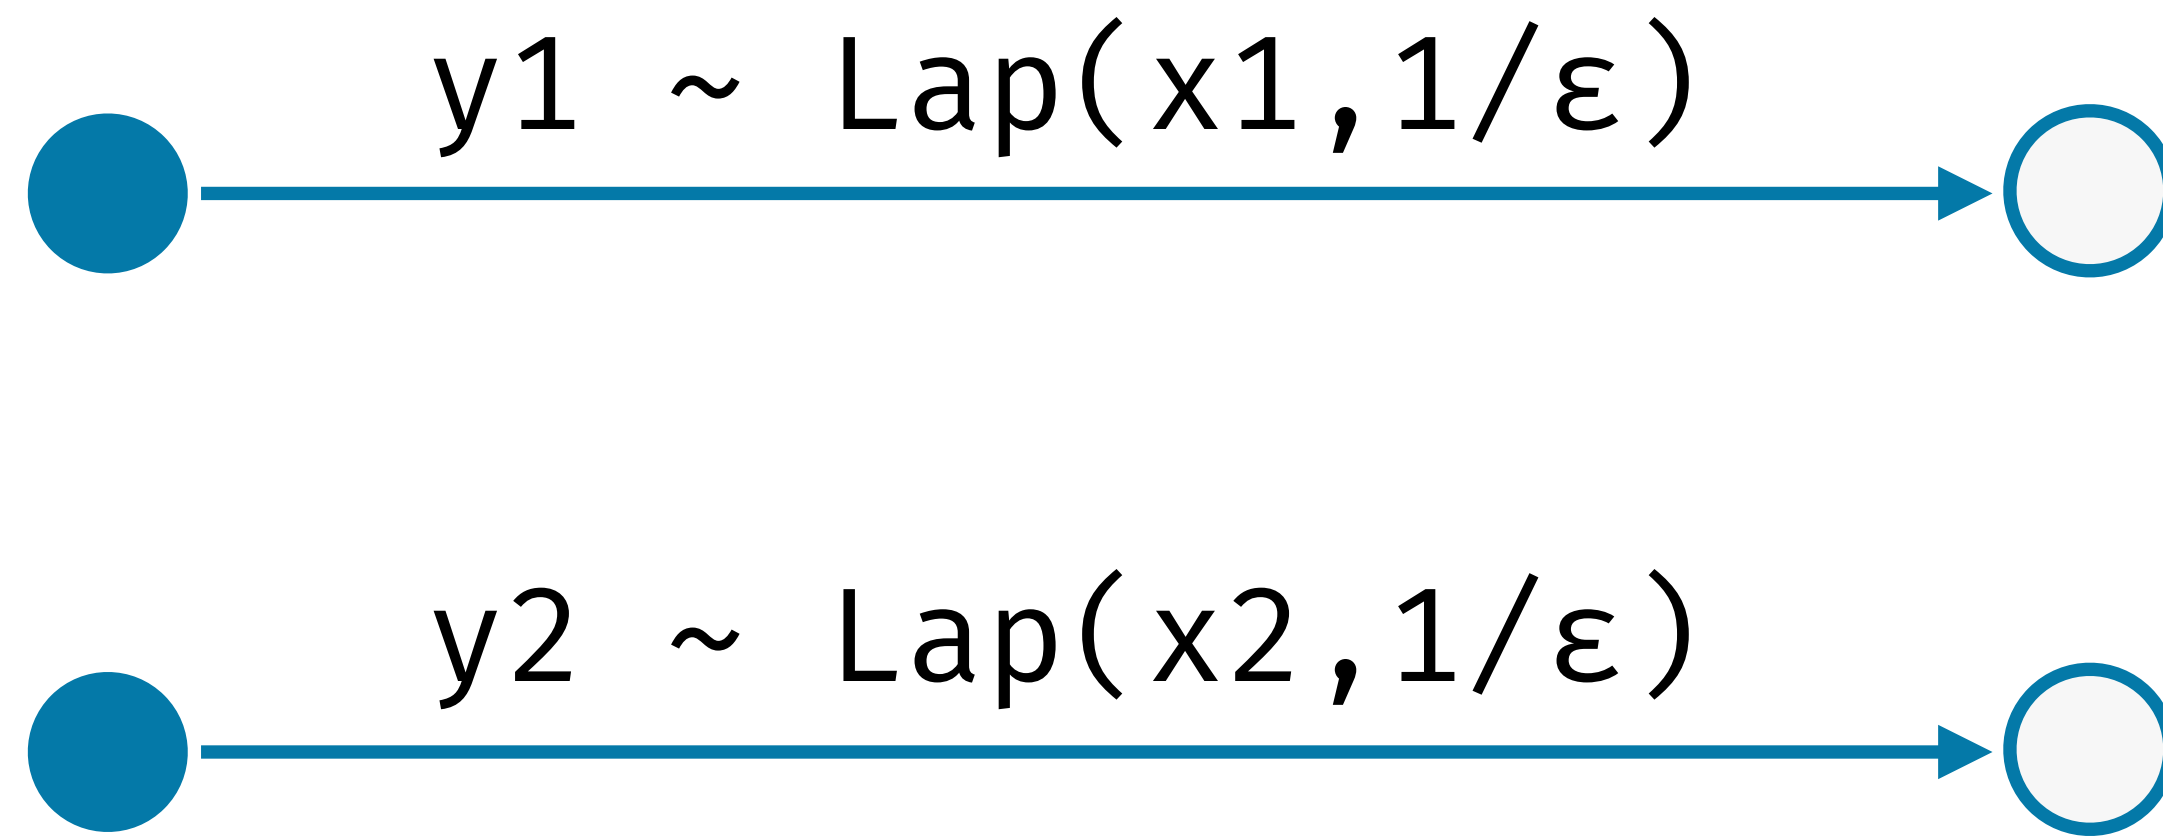 y1 ~ Lap(x1,1/ε)
y2 ~ Lap(x2,1/ε)